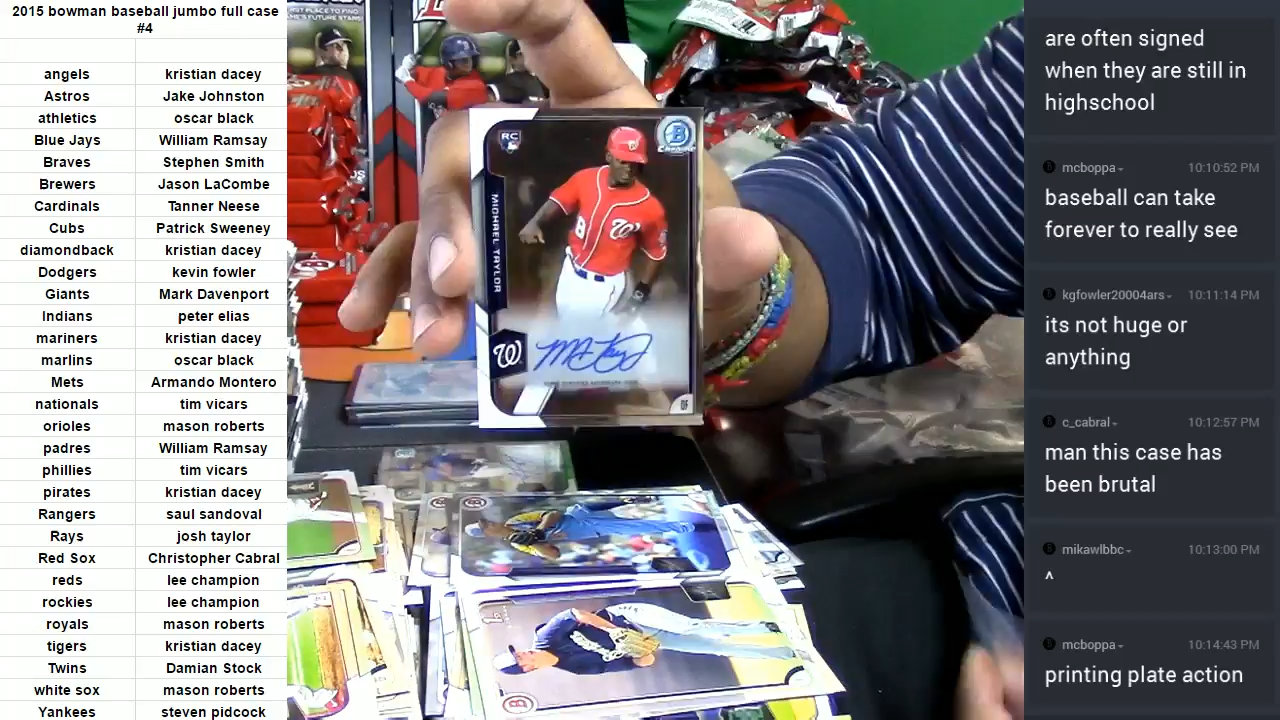 2015 bowman baseball jumbo full case
#4
angels kristian dacey
Astros Jake Johnston
athletics oscar black
Blue Jays William Ramsay
Braves Stephen Smith
Brewers Jason LaCombe
Cardinals Tanner Neese
Cubs Patrick Sweeney
diamondback kristian dacey
Dodgers kevin fowler
Giants Mark Davenport
Indians peter elias
mariners kristian dacey
marlins oscar black
Mets Armando Montero
nationals tim vicars
orioles mason roberts
padres William Ramsay
phillies tim vicars
pirates kristian dacey
Rangers saul sandoval
Rays josh taylor
Red Sox Christopher Cabral
reds lee champion
rockies lee champion
royals mason roberts
tigers kristian dacey
Twins Damian Stock
white sox mason roberts
Yankees steven pidcock
RC
B
Chrome
MICHAEL TAYLOR
W
W
8
W
OF
are often signed
when they are still in
highschool
mcboppa 10:10:52 PM
baseball can take
forever to really see
kgfowler20004ars 10:11:14 PM
its not huge or
anything
c_cabral 10:12:57 PM
man this case has
been brutal
mikawlbbc 10:13:00 PM
^
mcboppa 10:14:43 PM
printing plate action